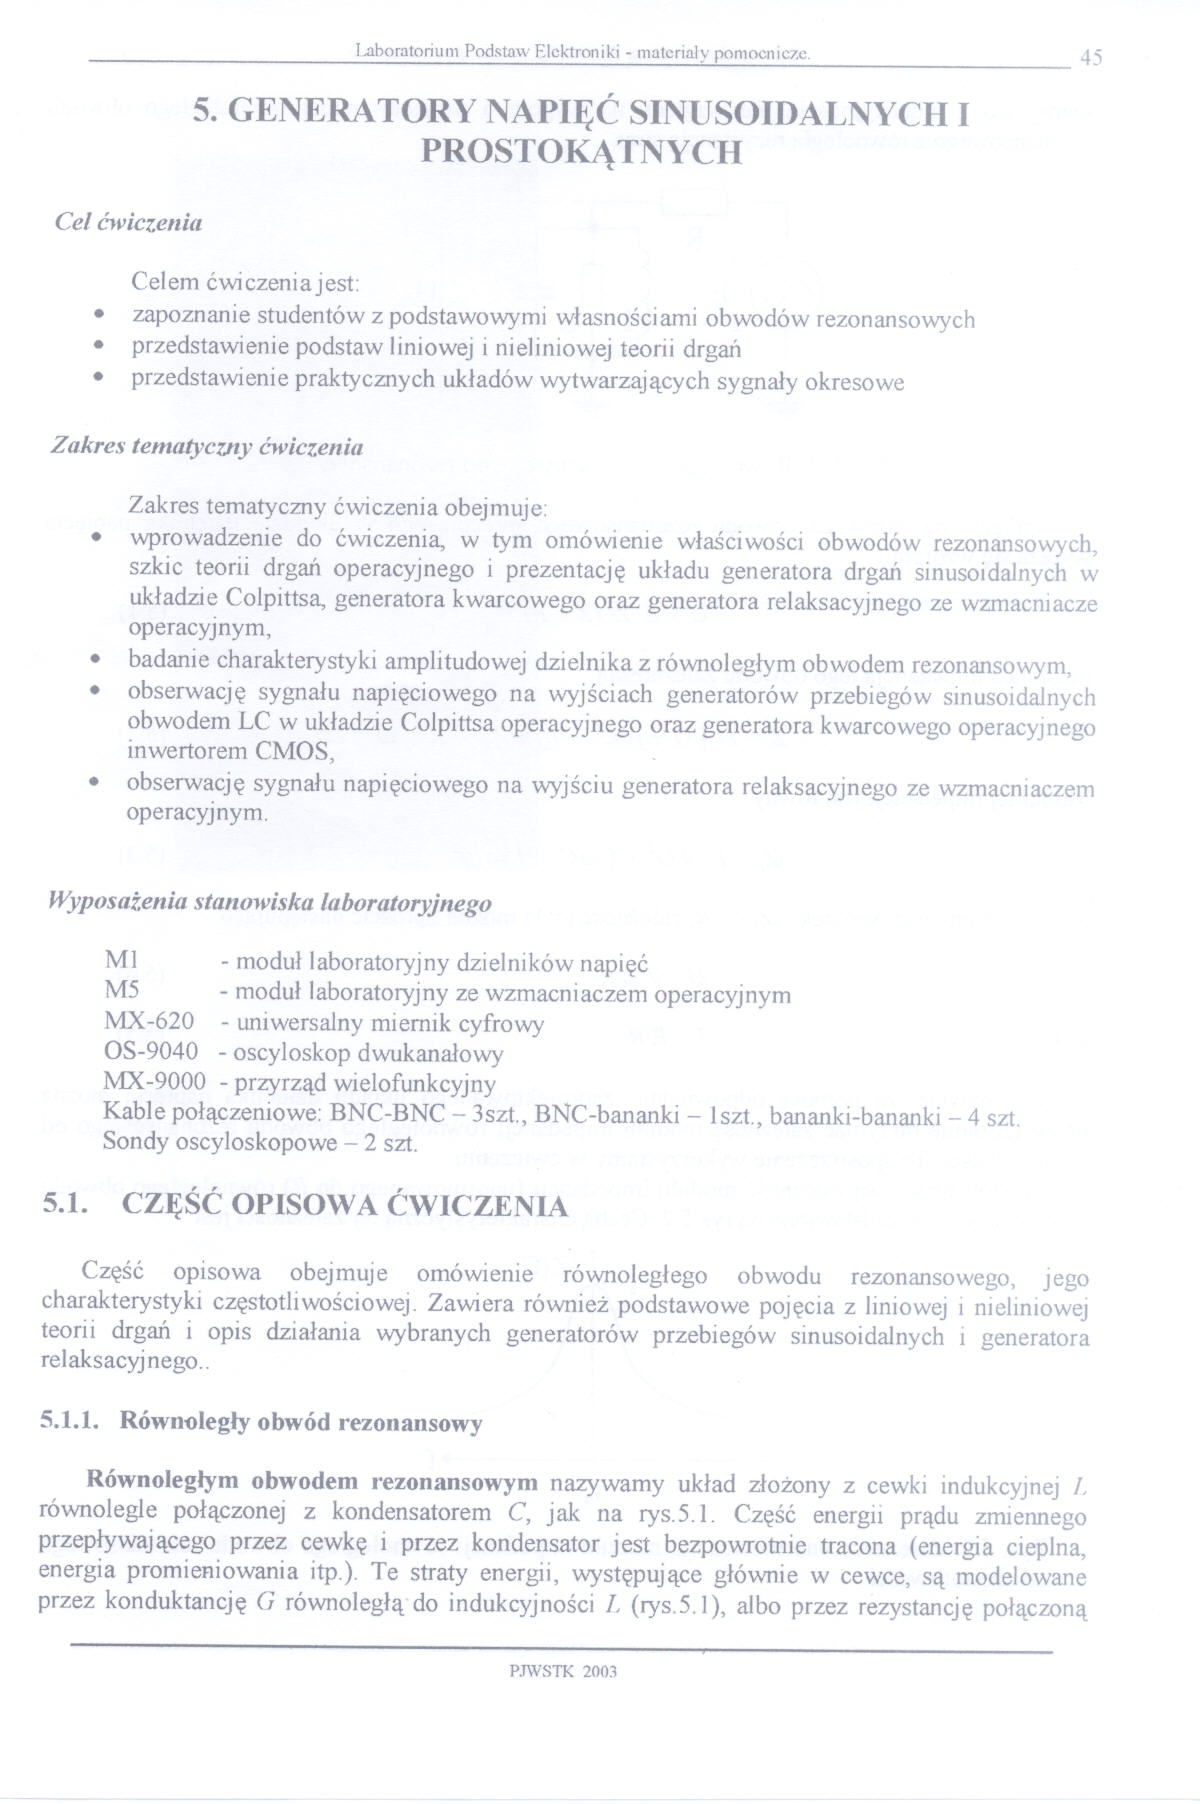 Laboratorium Podstaw Elektroniki - materiały pomocnicze.
45
5. GENERATORY NAPIĘĆ SINUSOIDALNYCH I
PROSTOKĄTNYCH
Cel ćwiczenia
Celem ćwiczenia jest:
• zapoznanie studentów z podstawowymi własnościami obwodów rezonansowych
• przedstawienie podstaw liniowej i nieliniowej teorii drgań
• przedstawienie praktycznych układów wytwarzających sygnały okresowe
Zakres tematyczny ćwiczenia
Zakres tematyczny ćwiczenia obejmuje:
• wprowadzenie do ćwiczenia, w tym omówienie właściwości obwodów rezonansowych,
szkic teorii drgań operacyjnego i prezentację układu generatora drgań sinusoidalnych w
układzie Colpittsa, generatora kwarcowego oraz generatora relaksacyjnego ze wzmacniacze
operacyjnym,
• badanie charakterystyki amplitudowej dzielnika z równoległym obwodem rezonansowym,
• obserwację sygnału napięciowego na wyjściach generatorów przebiegów sinusoidalnych
obwodem LC w układzie Colpittsa operacyjnego oraz generatora kwarcowego operacyjnego
inwertorem CMOS,
• obserwację sygnału napięciowego na wyjściu generatora relaksacyjnego ze wzmacniaczem
operacyjnym.
Wyposażenia stanowiska laboratoryjnego
M1 - moduł laboratoryjny dzielników napięć
M5 - moduł laboratoryjny ze wzmacniaczem operacyjnym
MX-620 - uniwersalny miernik cyfrowy
OS-9040 - oscyloskop dwukanałowy
MX-9000 - przyrząd wielofunkcyjny
Kable połączeniowe: BNC-BNC – 3szt., BNC-bananki – 1szt., bananki-bananki – 4 szt.
Sondy oscyloskopowe – 2 szt.
5.1. CZĘŚĆ OPISOWA ĆWICZENIA
Część opisowa obejmuje omówienie równoległego obwodu rezonansowego, jego
charakterystyki częstotliwościowej. Zawiera również podstawowe pojęcia z liniowej i nieliniowej
teorii drgań i opis działania wybranych generatorów przebiegów sinusoidalnych i generatora
relaksacyjnego..
5.1.1. Równoległy obwód rezonansowy
Równoległym obwodem rezonansowym nazywamy układ złożony z cewki indukcyjnej L
równolegle połączonej z kondensatorem C, jak na rys.5.1. Część energii prądu zmiennego
przepływającego przez cewkę i przez kondensator jest bezpowrotnie tracona (energia cieplna,
energia promieniowania itp.). Te straty energii, występujące głównie w cewce, są modelowane
przez konduktancję G równoległą do indukcyjności L (rys.5.1), albo przez rezystancję połączoną
PJWSTK 2003